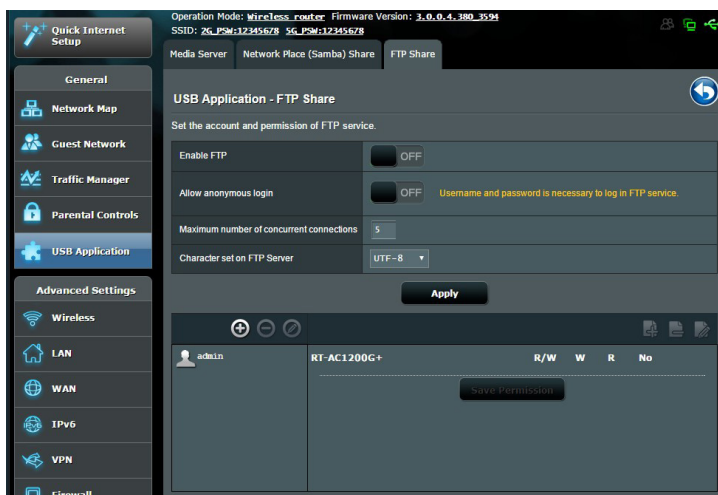 Quick Internet
Setup
General
Network Map
Guest Network
Traffic Manager
Parental Controls
USB Application
Advanced Settings
Wireless
LAN
WAN
IPv6
VPN
Firewall
Operation Mode: Wireless router Firmware Version: 3.0.0.4.380_3594
SSID: 2G_PSW:12345678 5G_PSW:12345678
Media Server Network Place (Samba) Share FTP Share
USB Application - FTP Share
Set the account and permission of FTP service.
Enable FTP OFF
Allow anonymous login OFF Username and password is necessary to log in FTP service.
Maximum number of concurrent connections 5
Character set on FTP Server UTF-8
Apply
admin
RT-AC1200G+ R/W W R No
Save Permission